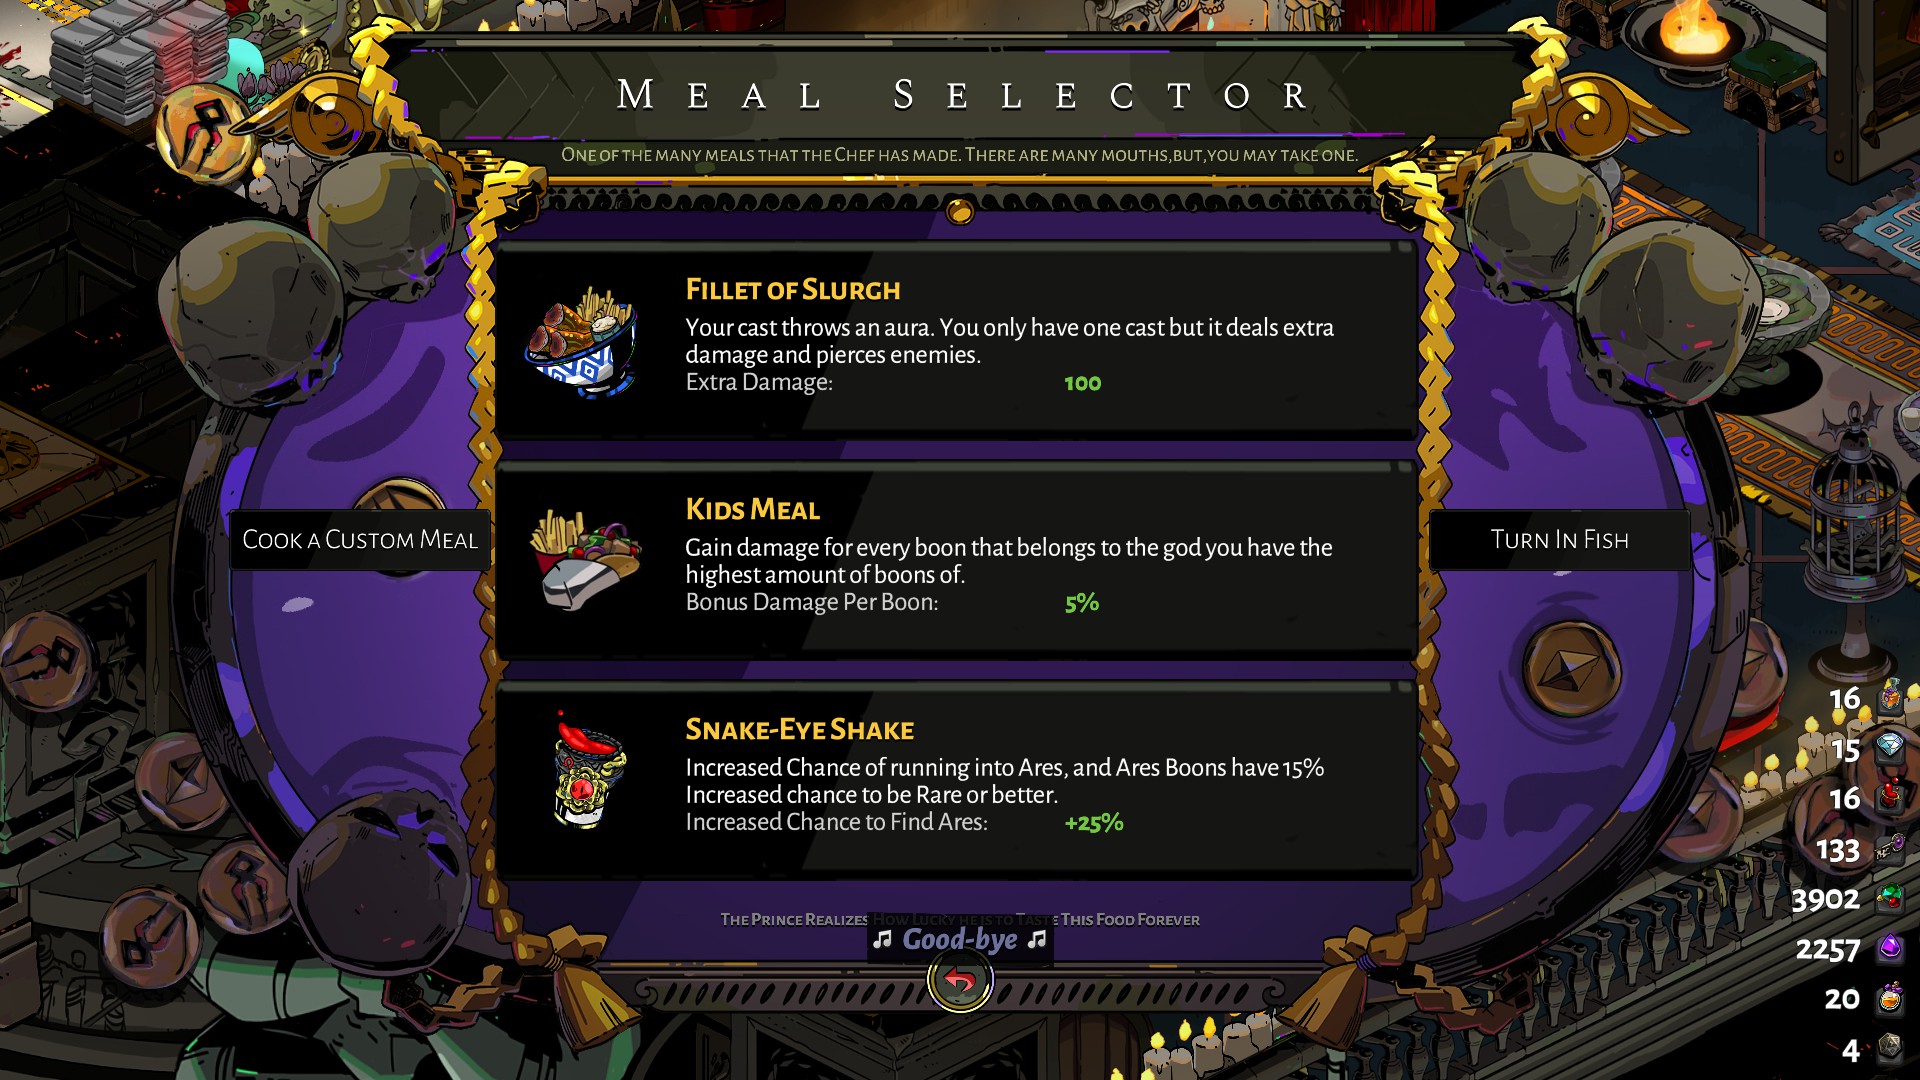 Meal Selector
One of the many meals that the Chef has made. There are many mouths,but,you may take one.
Fillet of Slurgh
Your cast throws an aura. You only have one cast but it deals extra
damage and pierces enemies.
Extra Damage: 100
Kids Meal
Gain damage for every boon that belongs to the god you have the
highest amount of boons of.
Bonus Damage Per Boon: 5%
Snake-Eye Shake
Increased Chance of running into Ares, and Ares Boons have 15%
Increased chance to be Rare or better.
Increased Chance to Find Ares: +25%
Cook a Custom Meal
Turn In Fish
The Prince Realizes How Lucky he is to Taste This Food Forever
♫ Good-bye ♫
16
15
16
133
3902
2257
20
4